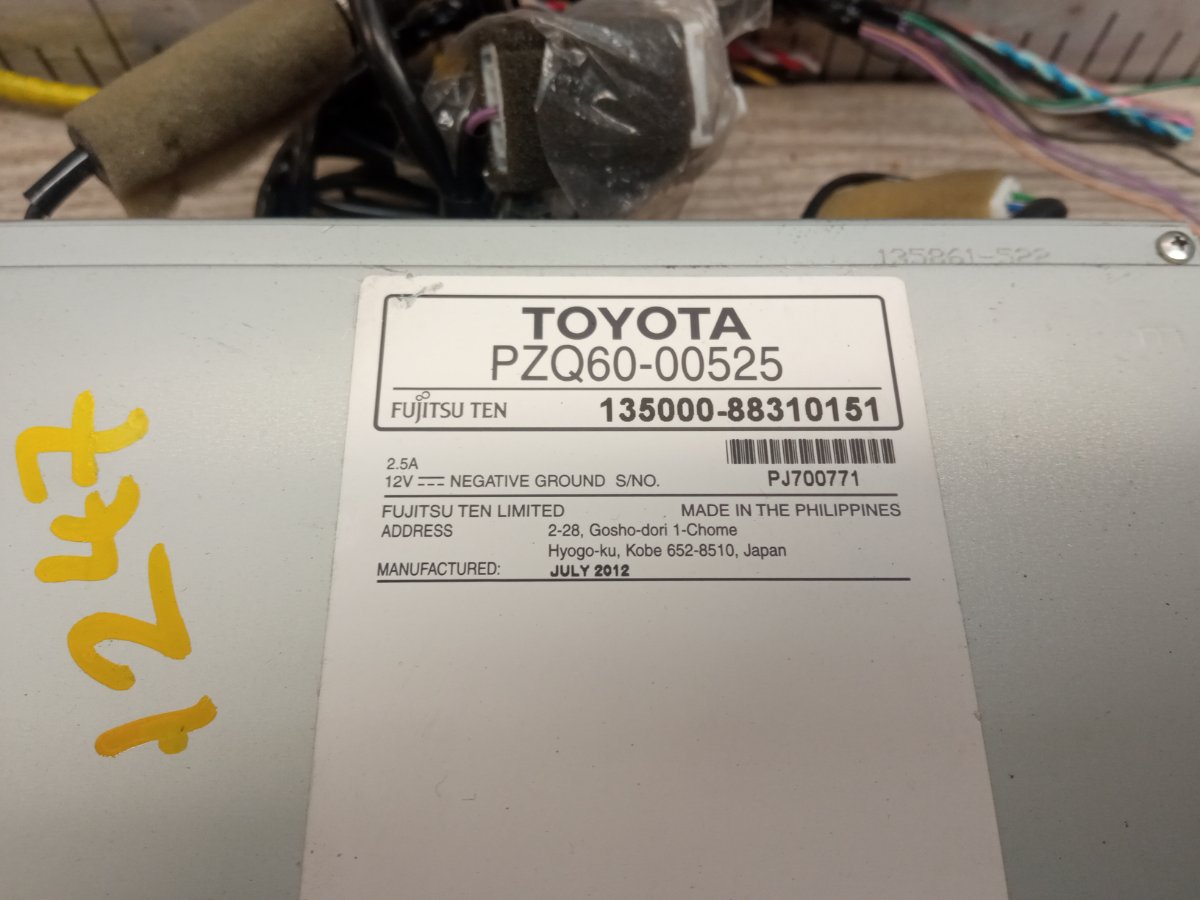 135861-522
TOYOTA
PZQ60-00525
FUJITSU TEN 135000-88310151
2.5A
12V NEGATIVE GROUND S/NO. PJ700771
FUJITSU TEN LIMITED MADE IN THE PHILIPPINES
ADDRESS 2-28, Gosho-dori 1-Chome
Hyogo-ku, Kobe 652-8510, Japan
MANUFACTURED: JULY 2012
1247